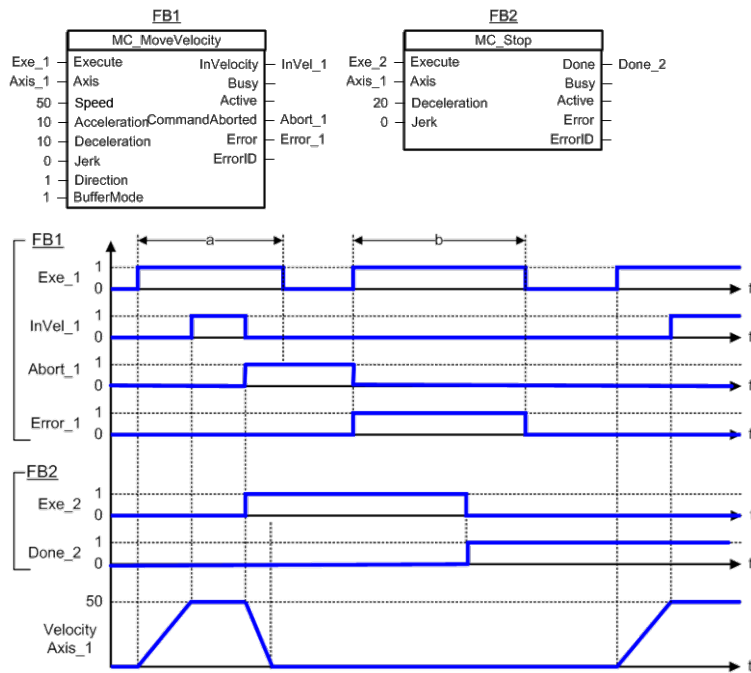 FB1
FB2
MC_MoveVelocity
MC_Stop
Exe_1
Execute
InVelocity
InVel_1
Axis_1
Axis
Busy
50
Speed
Active
10
Acceleration
CommandAborted
Abort_1
10
Deceleration
Error
Error_1
0
Jerk
ErrorID
1
Direction
1
BufferMode
Exe_2
Execute
Done
Done_2
Axis_1
Axis
Busy
20
Deceleration
Active
0
Jerk
Error
ErrorID
FB1
a
b
Exe_1
1
0
t
InVel_1
1
0
t
Abort_1
1
0
t
Error_1
1
0
t
FB2
Exe_2
1
0
t
Done_2
1
0
t
50
Velocity
Axis_1
t